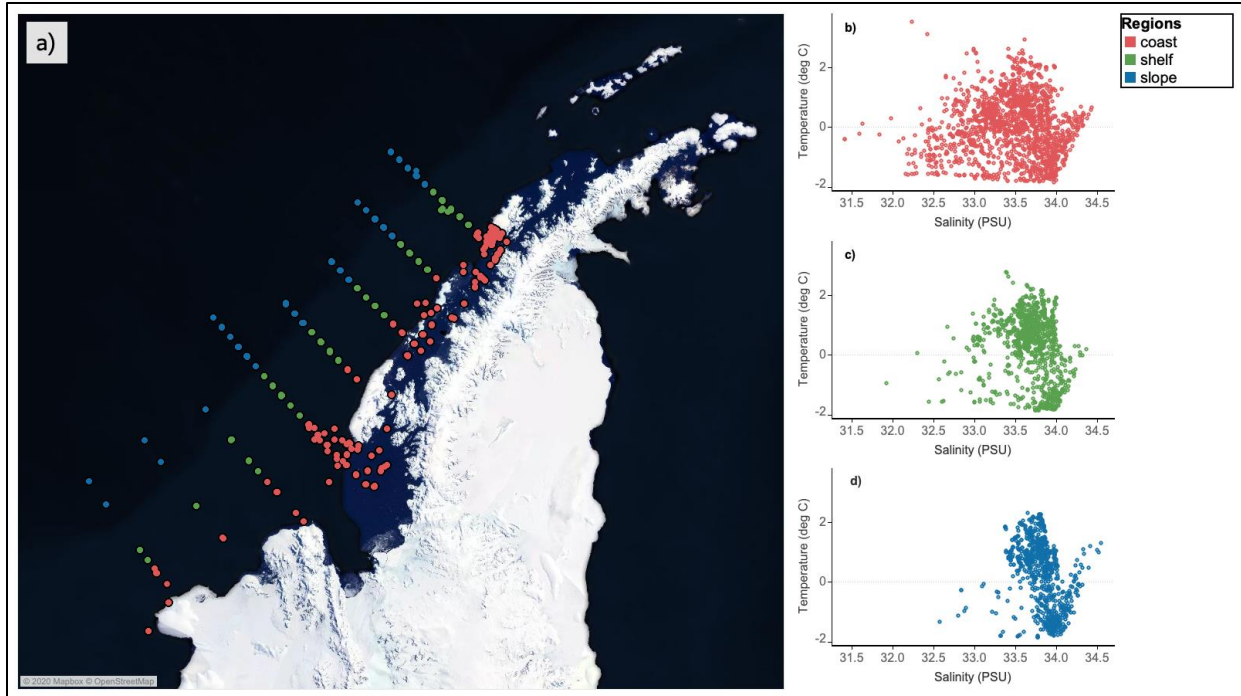 a)
© 2020 Mapbox © OpenStreetMap
b)
Temperature (deg C)
2
0
-2
31.5 32.0 32.5 33.0 33.5 34.0 34.5
Salinity (PSU)
c)
Temperature (deg C)
2
0
-2
31.5 32.0 32.5 33.0 33.5 34.0 34.5
Salinity (PSU)
d)
Temperature (deg C)
2
0
-2
31.5 32.0 32.5 33.0 33.5 34.0 34.5
Salinity (PSU)
Regions
coast
shelf
slope